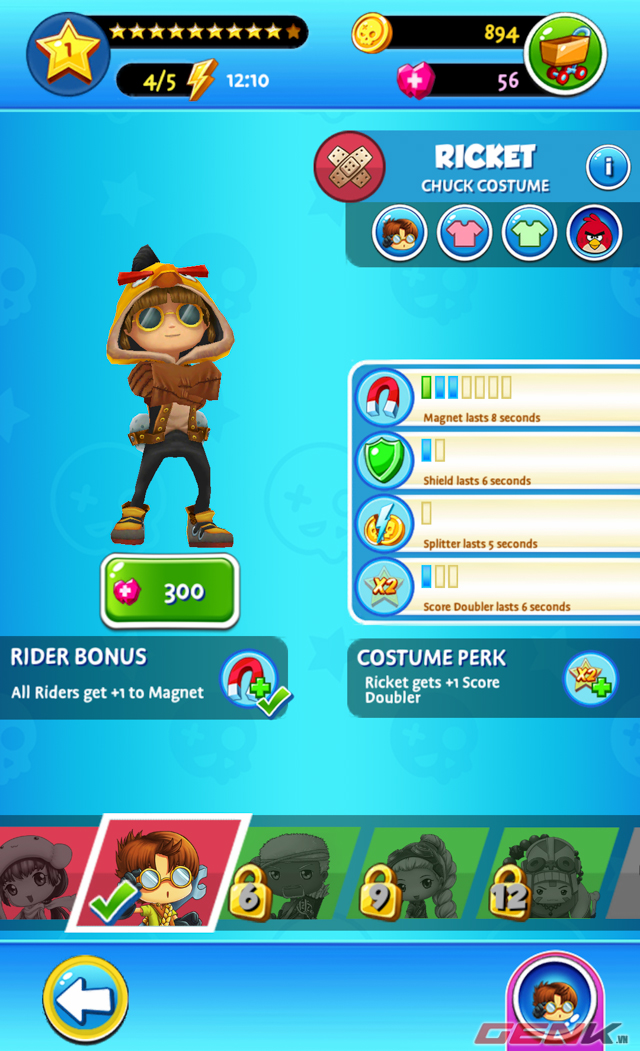 1
894
4/5
12:10
56
RICKET
i
CHUCK COSTUME
Magnet lasts 8 seconds
Shield lasts 6 seconds
Splitter lasts 5 seconds
X2
Score Doubler lasts 6 seconds
300
RIDER BONUS
All Riders get +1 to Magnet
COSTUME PERK
Ricket gets +1 Score
Doubler
X2
6
9
12
GENK.VN